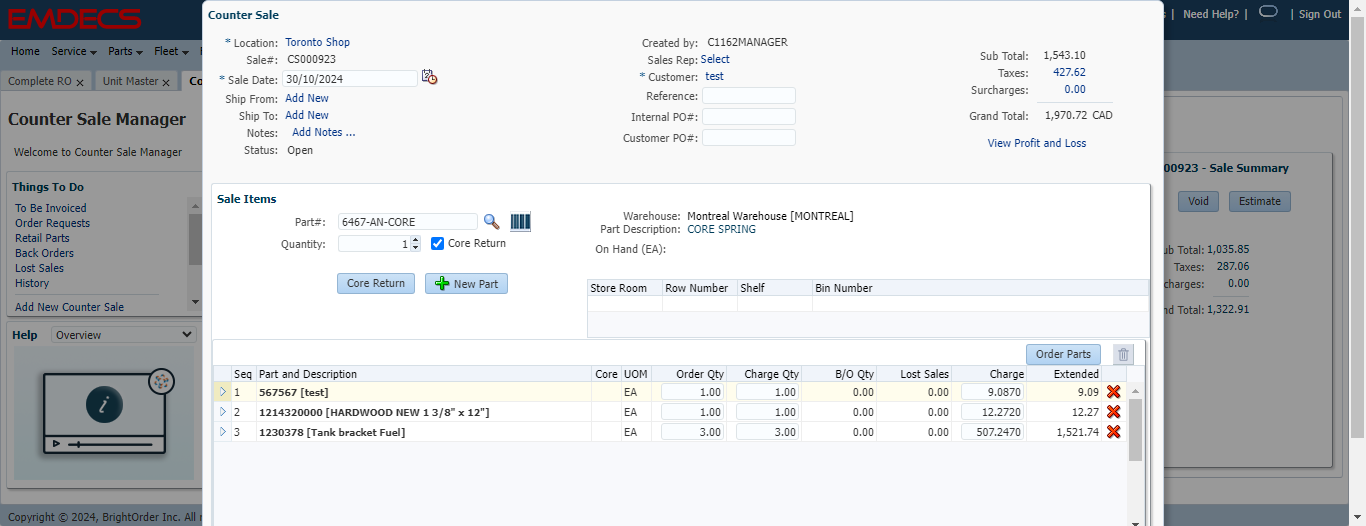 EMDECS
Need Help? |
| Sign Out
Home Service Parts Fleet
Complete RO x
Unit Master x
Counter Sale Manager
Welcome to Counter Sale Manager
Things To Do
To Be Invoiced
Order Requests
Retail Parts
Back Orders
Lost Sales
History
Add New Counter Sale
Help Overview
Copyright © 2024, BrightOrder Inc. All
Counter Sale
* Location: Toronto Shop
Sale#: CS000923
* Sale Date: 30/10/2024
Ship From: Add New
Ship To: Add New
Notes: Add Notes ...
Status: Open
Created by: C1162MANAGER
Sales Rep: Select
* Customer: test
Reference:
Internal PO#:
Customer PO#:
Sub Total: 1,543.10
Taxes: 427.62
Surcharges: 0.00
Grand Total: 1,970.72 CAD
View Profit and Loss
Sale Items
Part#: 6467-AN-CORE
Quantity: 1 Core Return
Core Return New Part
Warehouse: Montreal Warehouse [MONTREAL]
Part Description: CORE SPRING
On Hand (EA):
Store Room Row Number Shelf Bin Number
Order Parts
Seq Part and Description Core UOM Order Qty Charge Qty B/O Qty Lost Sales Charge Extended
1 567567 [test] EA 1.00 1.00 0.00 0.00 9.0870 9.09
2 1214320000 [HARDWOOD NEW 1 3/8" x 12"] EA 1.00 1.00 0.00 0.00 12.2720 12.27
3 1230378 [Tank bracket Fuel] EA 3.00 3.00 0.00 0.00 507.2470 1,521.74
00923 - Sale Summary
Void Estimate
ub Total: 1,035.85
Taxes: 287.06
charges: 0.00
nd Total: 1,322.91